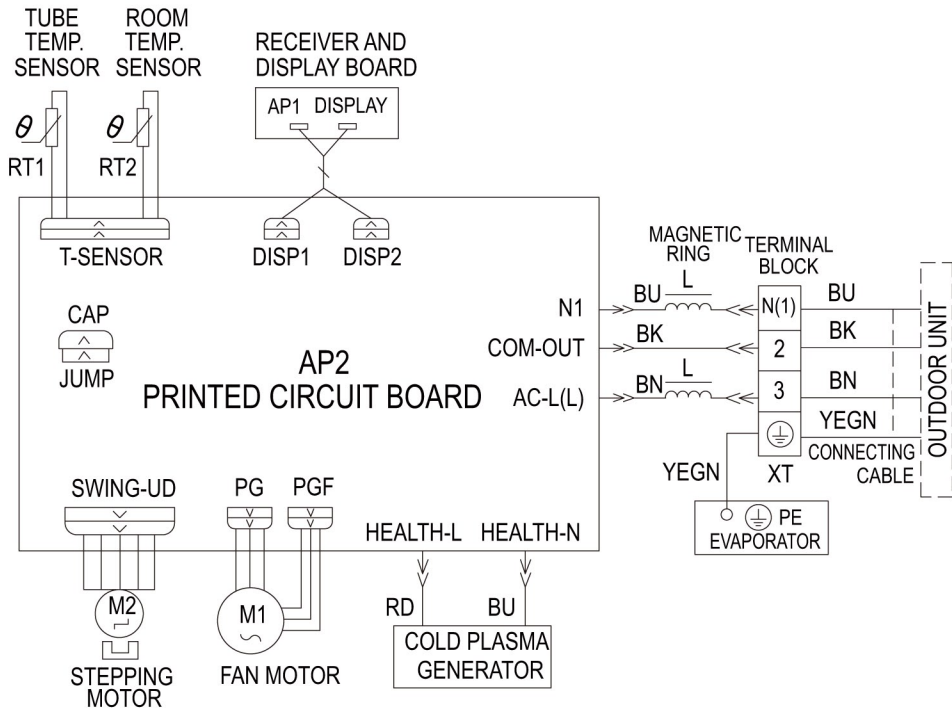 TUBE
TEMP.
SENSOR
ROOM
TEMP.
SENSOR
RECEIVER AND
DISPLAY BOARD
AP1 DISPLAY
θ
RT1
θ
RT2
T-SENSOR
DISP1
DISP2
CAP
JUMP
AP2
PRINTED CIRCUIT BOARD
N1
COM-OUT
AC-L(L)
MAGNETIC
RING
L
BU
BK
L
BN
TERMINAL
BLOCK
N(1)
2
3
XT
BU
BK
BN
YEGN
CONNECTING
CABLE
OUTDOOR UNIT
YEGN
PE
EVAPORATOR
SWING-UD
M2
STEPPING
MOTOR
PG
PGF
M1
FAN MOTOR
HEALTH-L
HEALTH-N
RD
BU
COLD PLASMA
GENERATOR